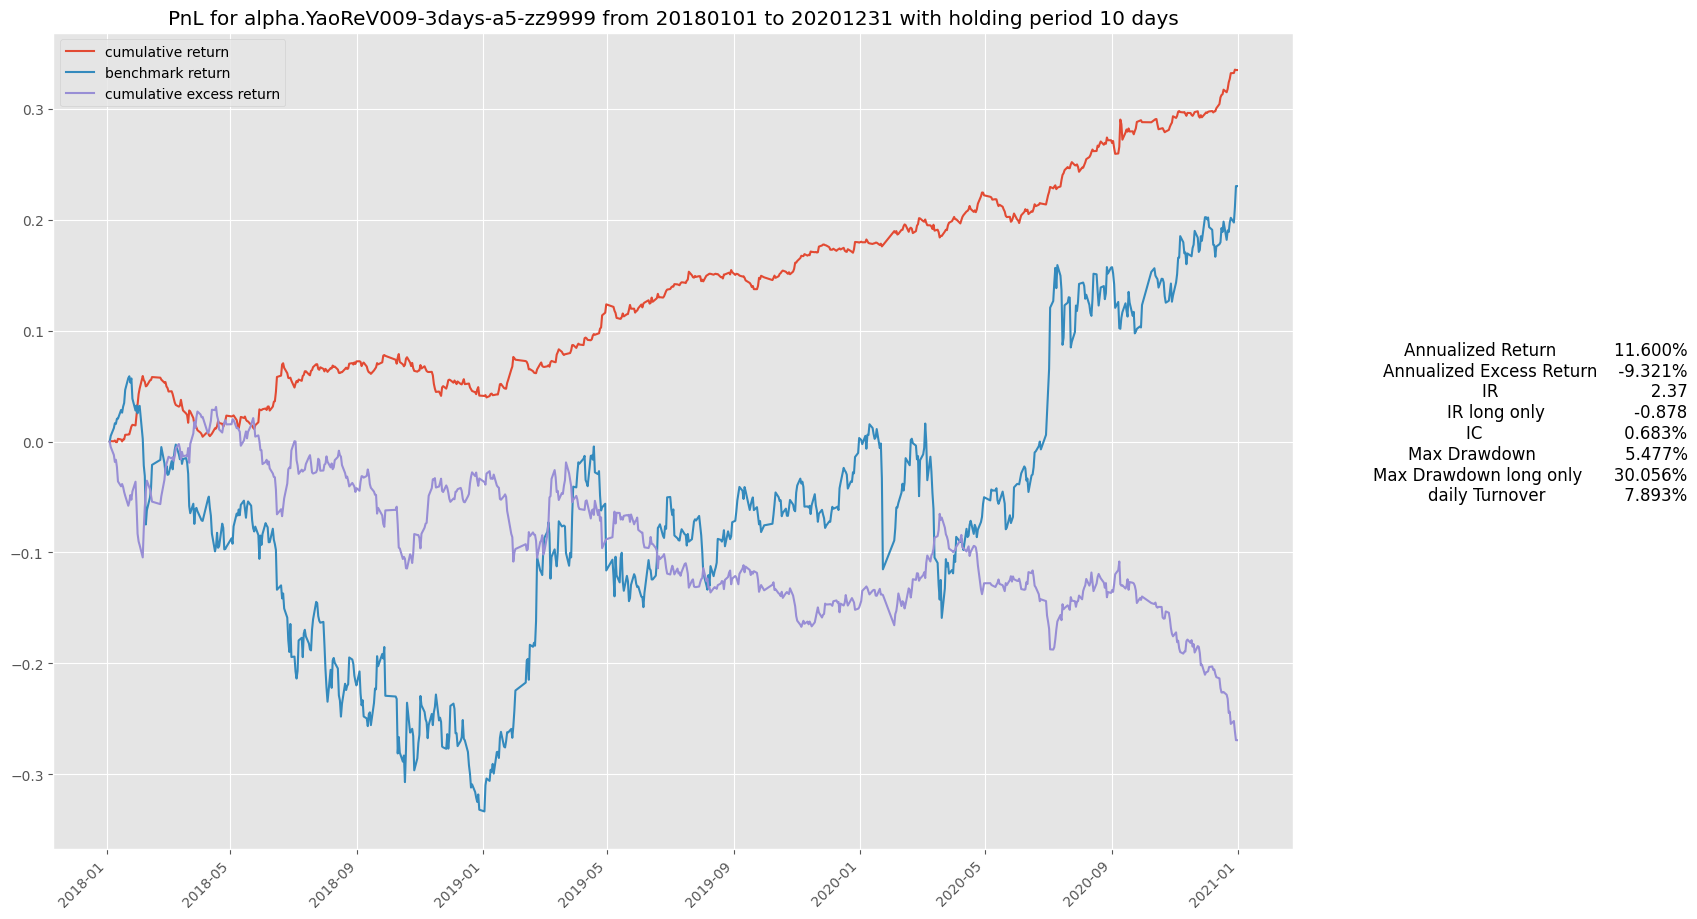 PnL for alpha.YaoReV009-3days-a5-zz9999 from 20180101 to 20201231 with holding period 10 days
cumulative return
benchmark return
cumulative excess return
0.3
0.2
0.1
0.0
−0.1
−0.2
−0.3
2018-01
2018-05
2018-09
2019-01
2019-05
2019-09
2020-01
2020-05
2020-09
2021-01
Annualized Return 11.600%
Annualized Excess Return -9.321%
IR 2.37
IR long only -0.878
IC 0.683%
Max Drawdown 5.477%
Max Drawdown long only 30.056%
daily Turnover 7.893%